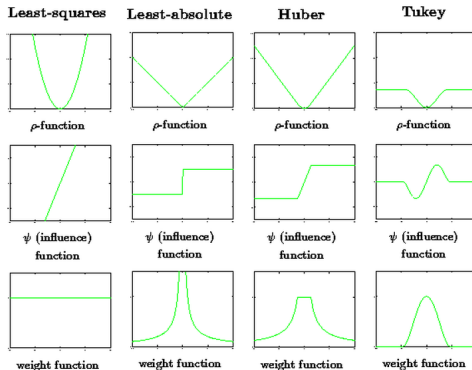 Least-squares Least-absolute Huber Tukey
ρ-function ρ-function ρ-function ρ-function
ψ (influence) ψ (influence) ψ (influence) ψ (influence)
function function function function
weight function weight function weight function weight function